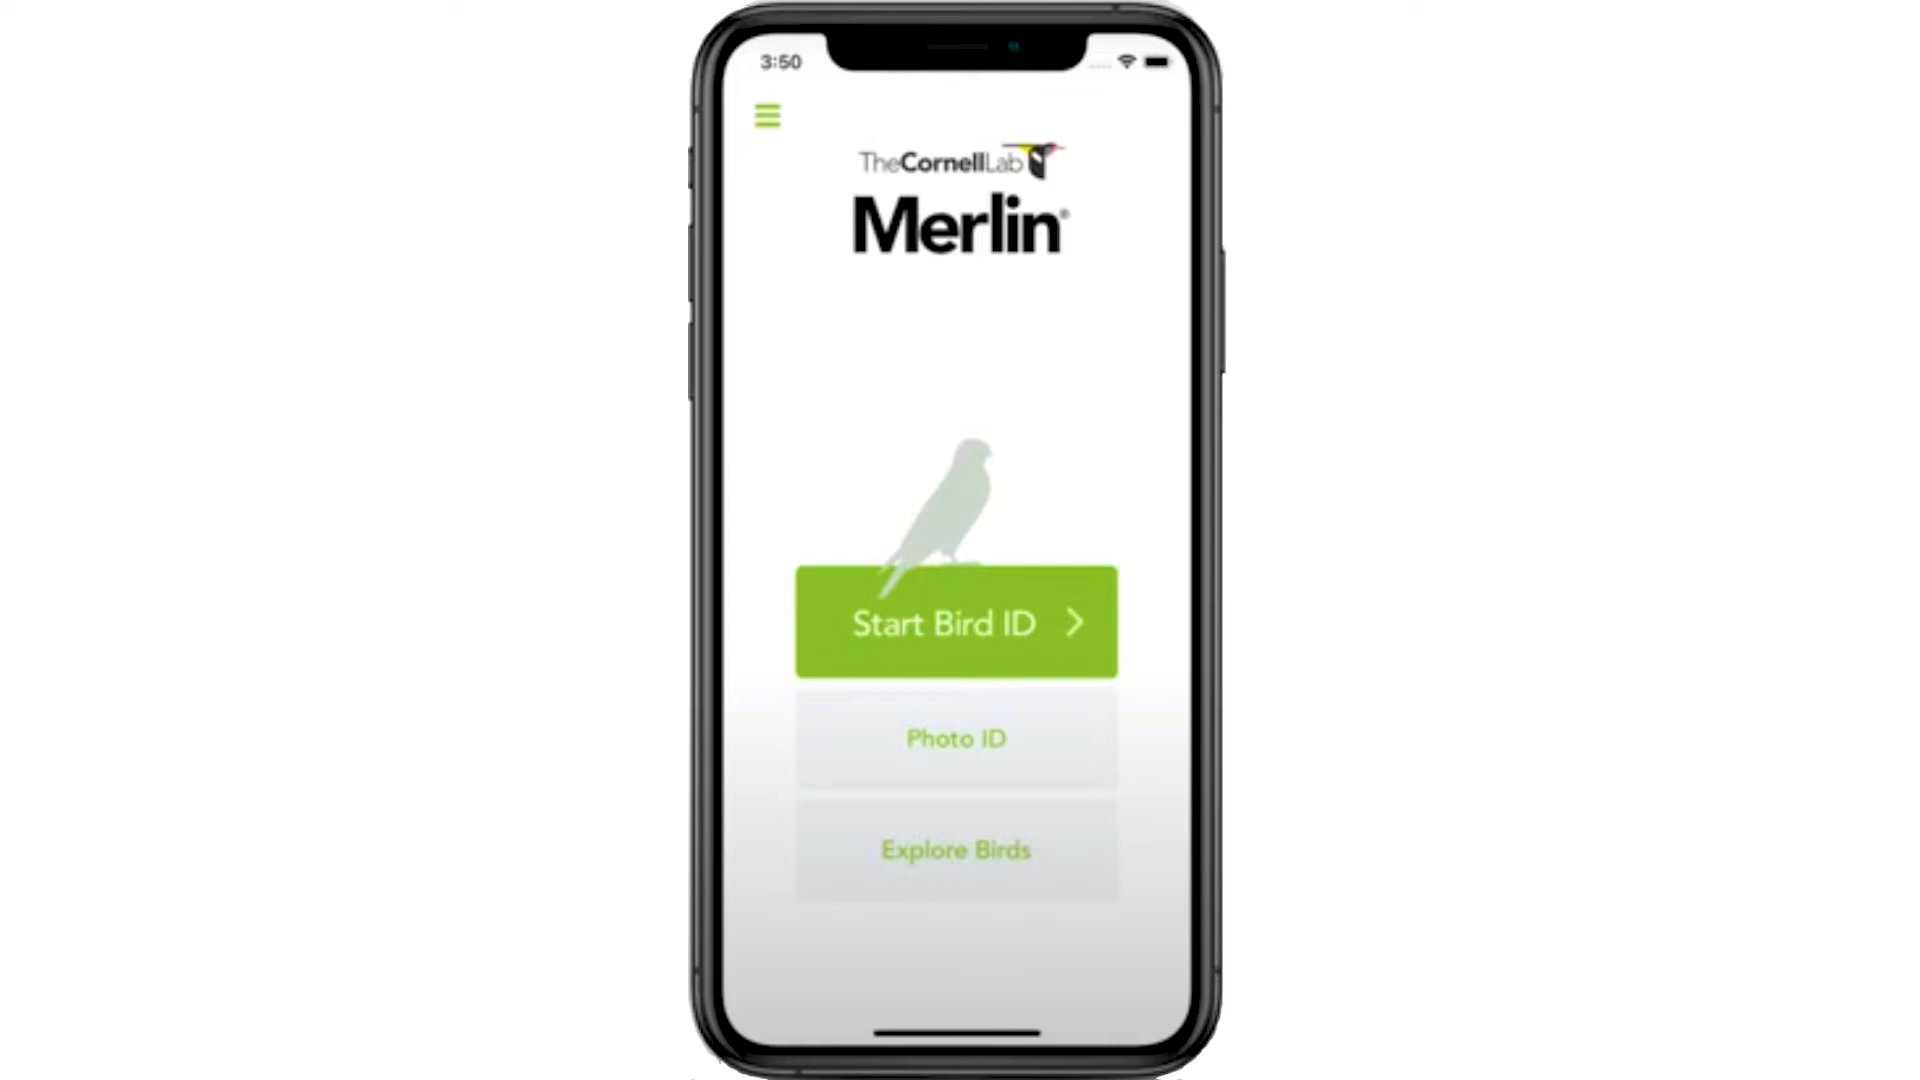 3:50
TheCornellLab
Merlin®
Start Bird ID
Photo ID
Explore Birds